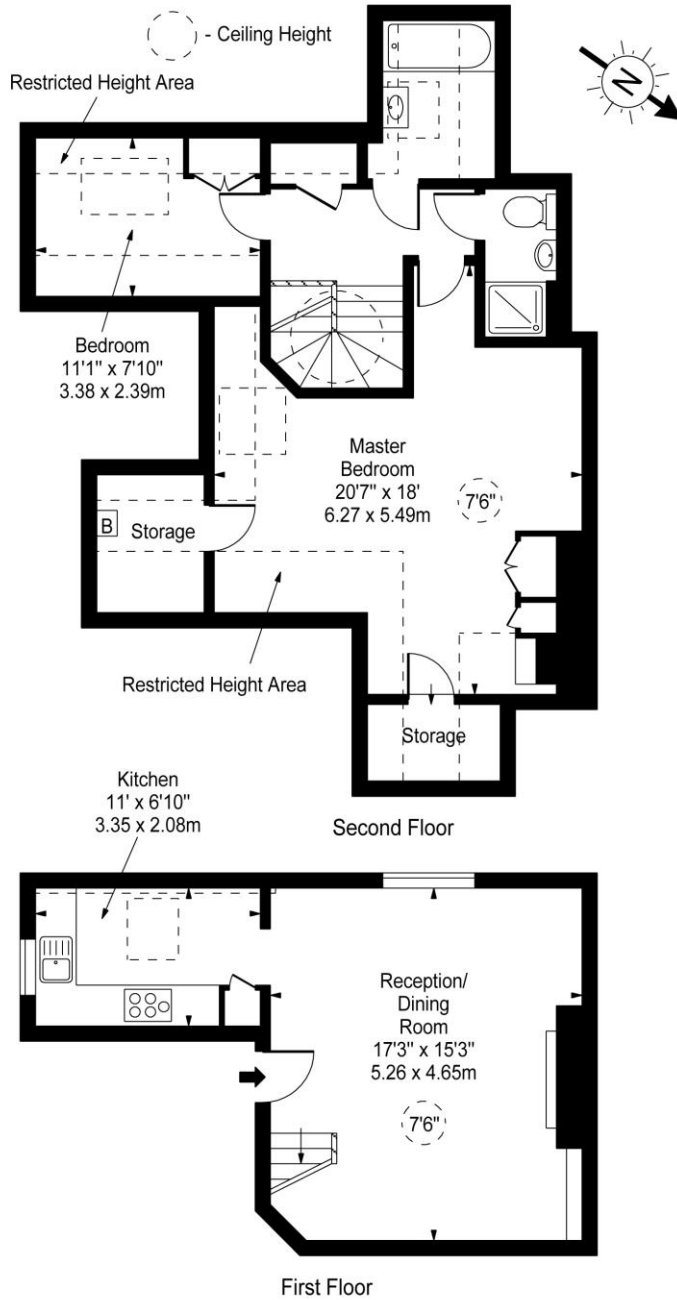 - Ceiling Height
Restricted Height Area
N
Bedroom
11'1" x 7'10"
3.38 x 2.39m
Master
Bedroom
20'7" x 18'
6.27 x 5.49m
7'6"
B
Storage
Restricted Height Area
Storage
Second Floor
Kitchen
11' x 6'10"
3.35 x 2.08m
Reception/
Dining
Room
17'3" x 15'3"
5.26 x 4.65m
7'6"
First Floor